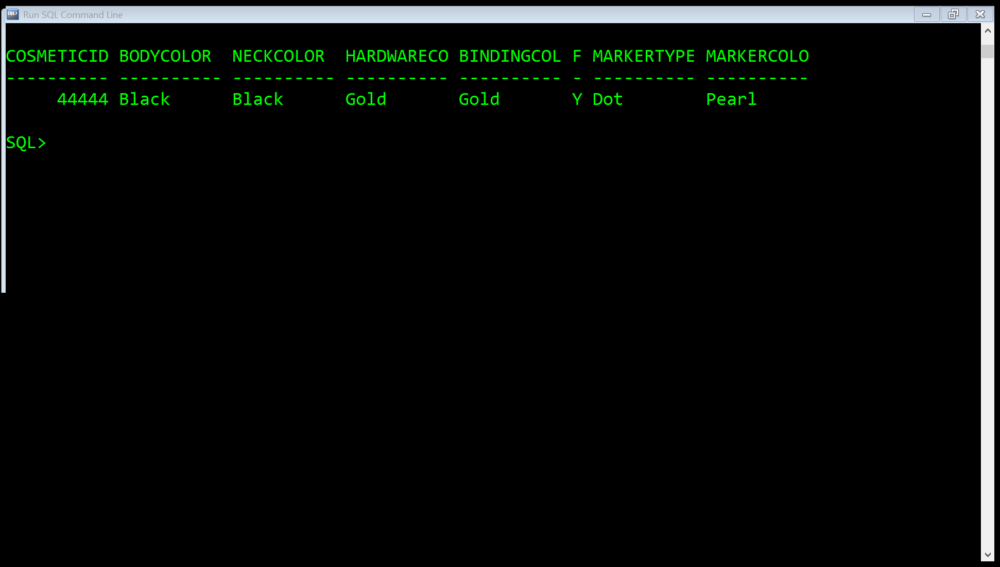 Run SQL Command Line
COSMETICID BODYCOLOR  NECKCOLOR  HARDWARECO BINDINGCOL F MARKERTYPE MARKERCOLO
---------- ---------- ---------- ---------- ---------- - ---------- ----------
     44444 Black      Black      Gold       Gold       Y Dot        Pearl
SQL>